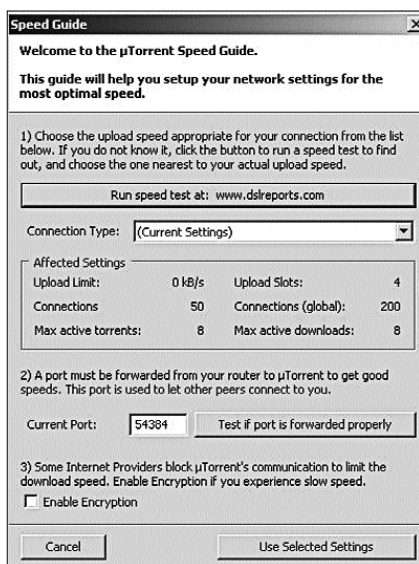 Speed Guide
Welcome to the µTorrent Speed Guide.
This guide will help you setup your network settings for the
most optimal speed.
1) Choose the upload speed appropriate for your connection from the list
below. If you do not know it, click the button to run a speed test to find
out, and choose the one nearest to your actual upload speed.
Run speed test at: www.dslreports.com
Connection Type: (Current Settings)
Affected Settings
Upload Limit: 0 kB/s Upload Slots: 4
Connections 50 Connections (global): 200
Max active torrents: 8 Max active downloads: 8
2) A port must be forwarded from your router to µTorrent to get good
speeds. This port is used to let other peers connect to you.
Current Port: 54384 Test if port is forwarded properly
3) Some Internet Providers block µTorrent's communication to limit the
download speed. Enable Encryption if you experience slow speed.
Enable Encryption
Cancel Use Selected Settings